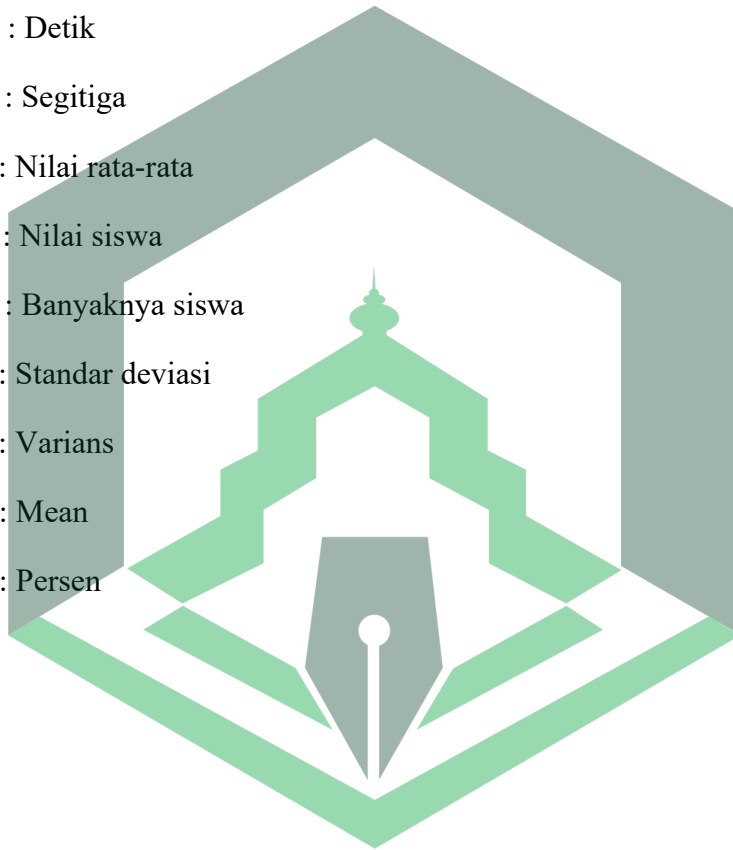 : Detik
: Segitiga
: Nilai rata-rata
: Nilai siswa
: Banyaknya siswa
: Standar deviasi
: Varians
: Mean
: Persen